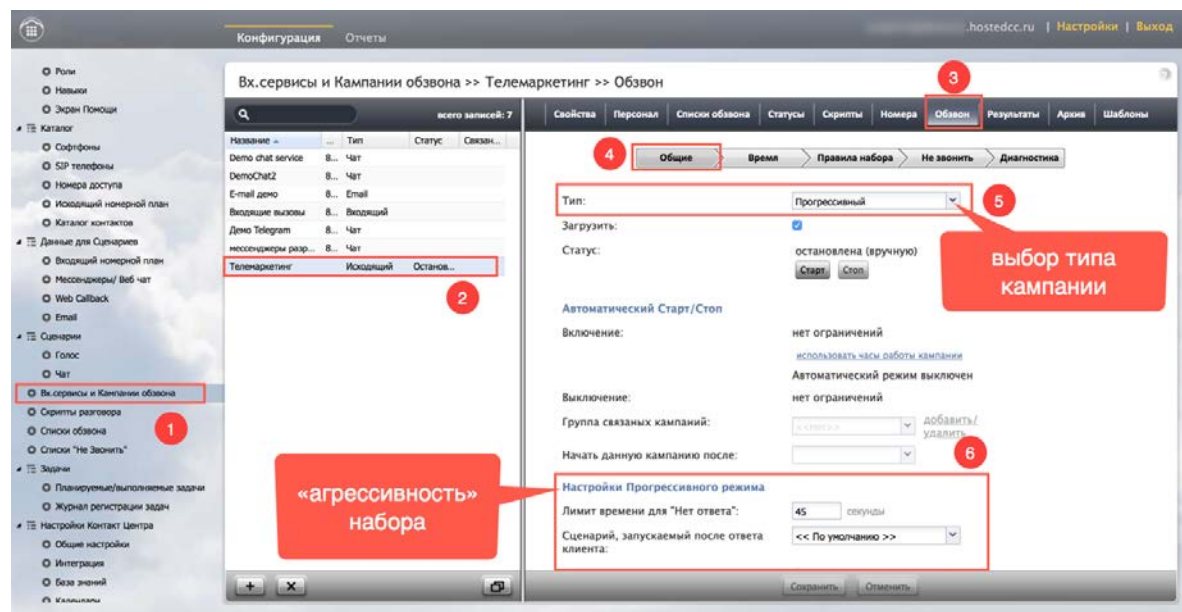 Конфигурация Отчеты
.hostedcc.ru | Настройки | Выход
Роли
Навыки
Экран Помощи
Каталог
Софтфоны
SIP телефоны
Номера доступа
Исходящий номерной план
Каталог контактов
Данные для Сценариев
Входящий номерной план
Мессенджеры/ Веб чат
Web Callback
Email
Сценарии
Голос
Чат
Вх.сервисы и Кампании обзвона
1
Скрипты разговора
Списки обзвона
Списки "Не Звонить"
Задачи
Планируемые/выполняемые задачи
Журнал регистрации задач
Настройки Контакт Центра
Общие настройки
Интеграция
База знаний
Календари
Вх.сервисы и Кампании обзвона >> Телемаркетинг >> Обзвон
всего записей: 7
Название ... Тип Статус Связан...
Demo chat service 8... Чат
DemoChat2 8... Чат
E-mail демо 8... Email
Входящие вызовы 8... Входящий
Демо Telegram 8... Чат
мессенджеры разр... 8... Чат
Телемаркетинг Исходящий Останов...
2
3
Свойства Персонал Списки обзвона Статусы Скрипты Номера Обзвон Результаты Архив Шаблоны
4
Общие Время Правила набора Не звонить Диагностика
Тип: Прогрессивный
5
Загрузить:
Статус: остановлена (вручную)
Старт Стоп
выбор типа
кампании
Автоматический Старт/Стоп
Включение: нет ограничений
использовать часы работы кампании
Автоматический режим выключен
Выключение: нет ограничений
Группа связаных кампаний: добавить/
удалить
Начать данную кампанию после:
6
«агрессивность»
набора
Настройки Прогрессивного режима
Лимит времени для "Нет ответа": 45 секунды
Сценарий, запускаемый после ответа << По умолчанию >>
клиента:
Сохранить Отменить